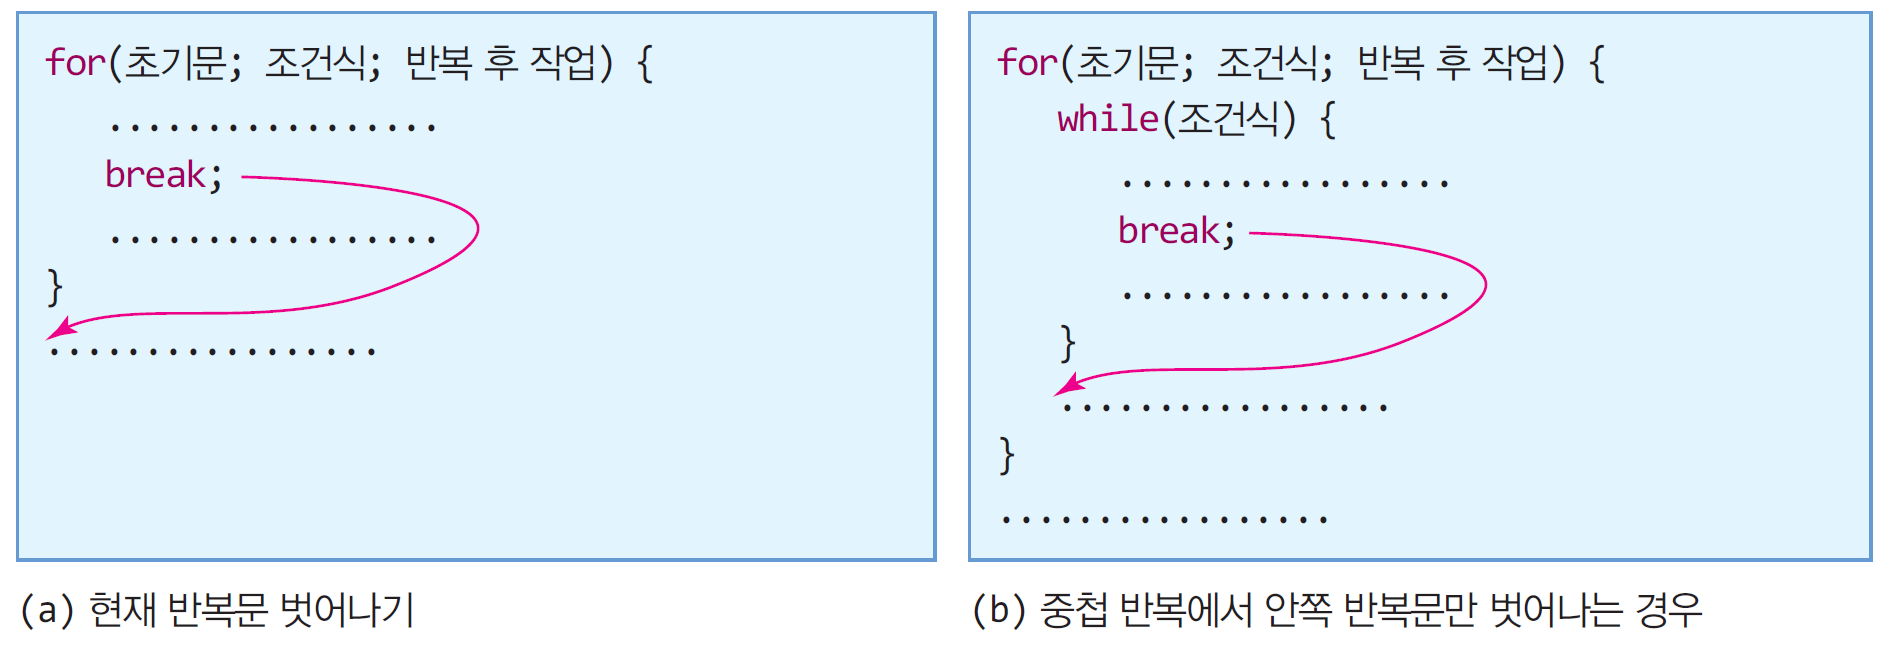 for(초기문; 조건식; 반복 후 작업) {
.................
break;
.................
}
.................
(a) 현재 반복문 벗어나기
for(초기문; 조건식; 반복 후 작업) {
while(조건식) {
.................
break;
.................
}
.................
}
.................
(b) 중첩 반복에서 안쪽 반복문만 벗어나는 경우